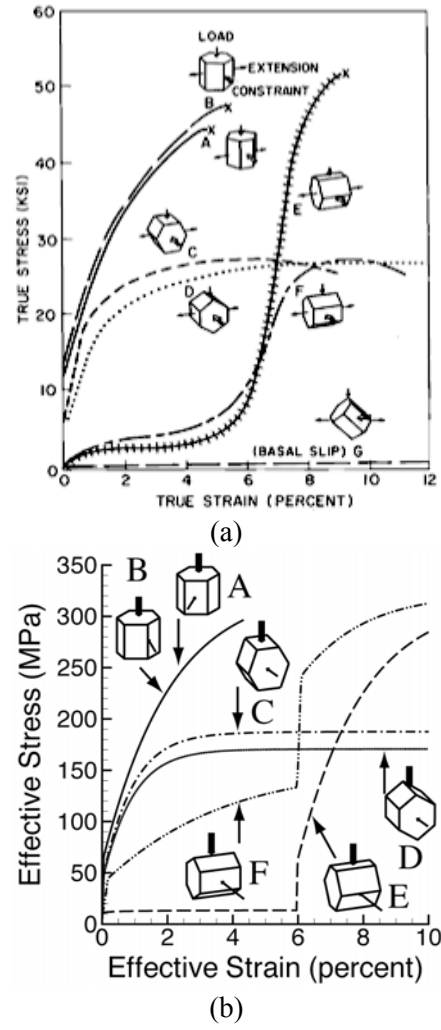 60
50
40
30
20
10
0
TRUE STRESS (KSI)
LOAD
EXTENSION
CONSTRAINT
B
A
C
D
E
F
(BASAL SLIP) G
0 2 4 6 8 10 12
TRUE STRAIN (PERCENT)
(a)
350
300
250
200
150
100
50
0
Effective Stress (MPa)
B
A
C
D
F
E
0 2 4 6 8 10
Effective Strain (percent)
(b)